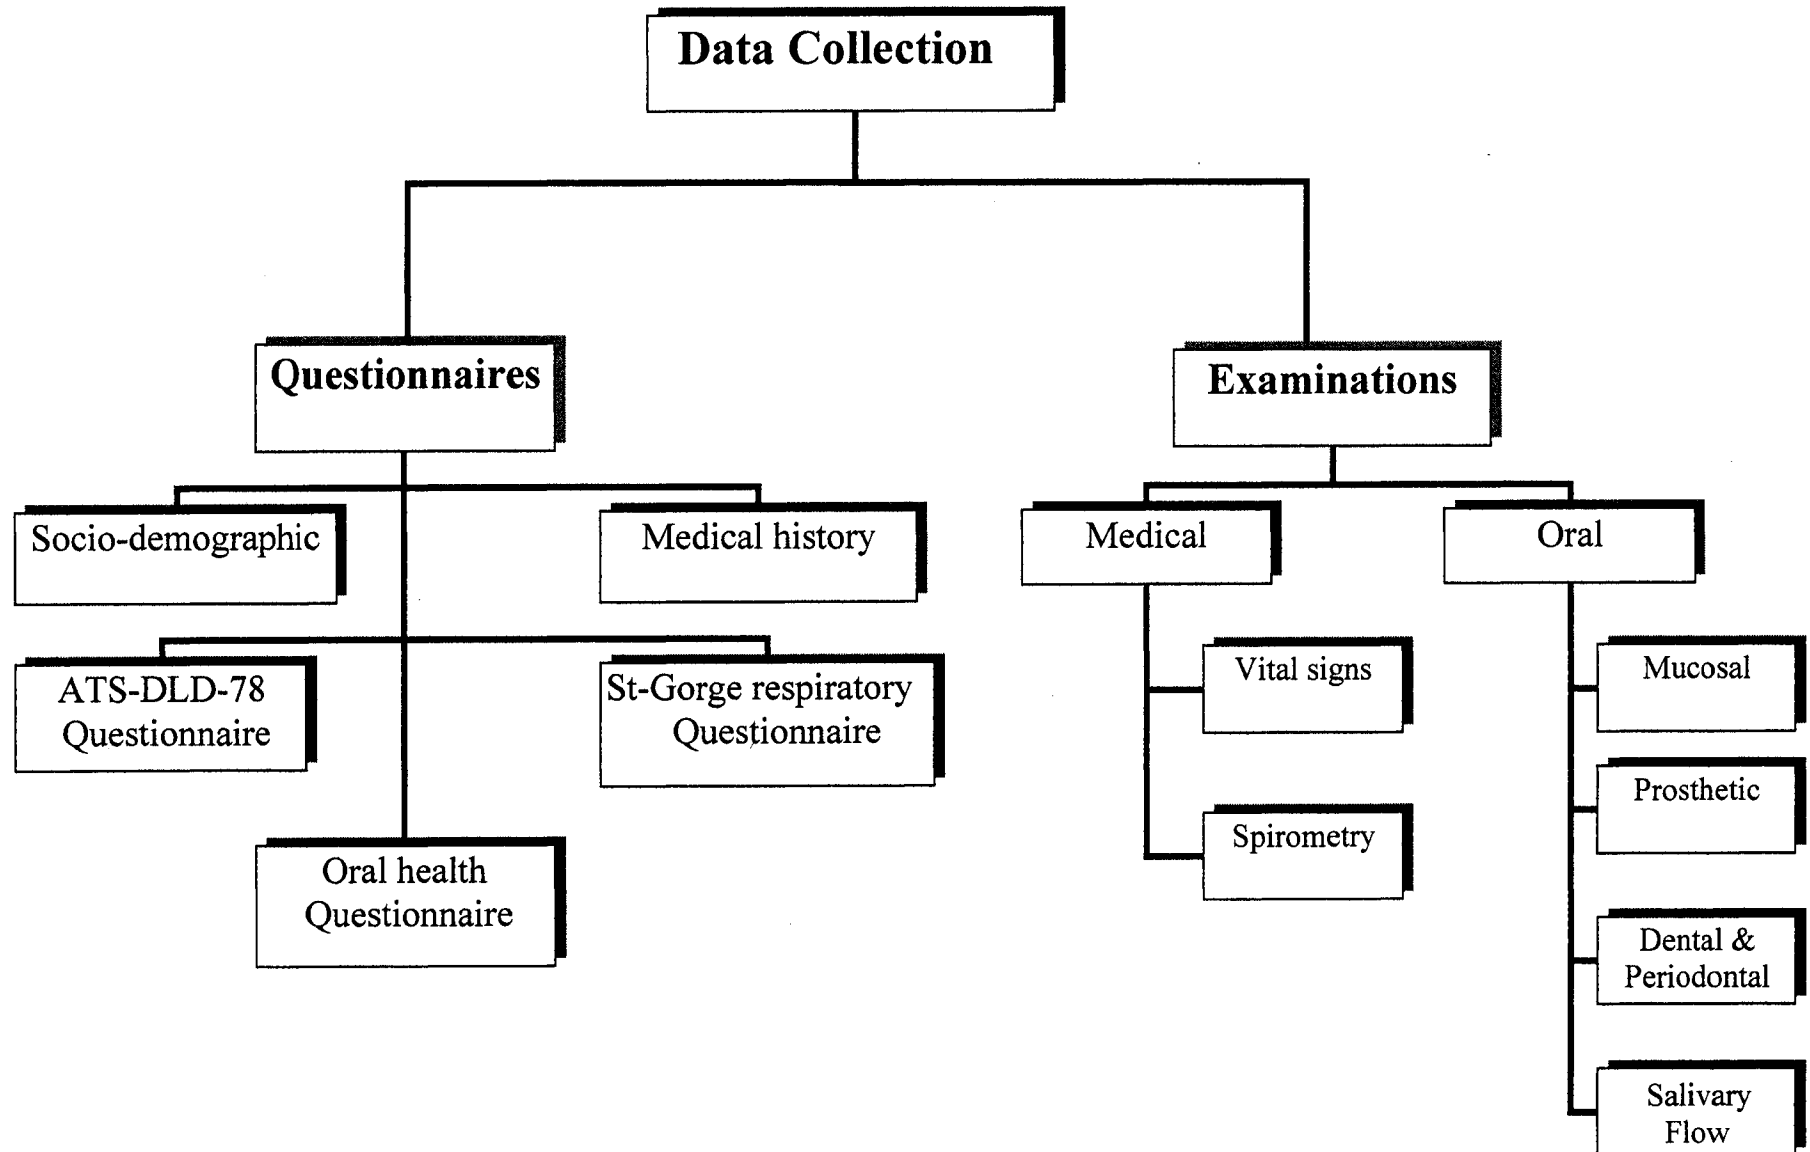 Data Collection
Questionnaires
Examinations
Socio-demographic
Medical history
Medical
Oral
ATS-DLD-78
Questionnaire
St-Gorge respiratory
Questionnaire
Vital signs
Mucosal
Prosthetic
Spirometry
Oral health
Questionnaire
Dental &
Periodontal
Salivary
Flow